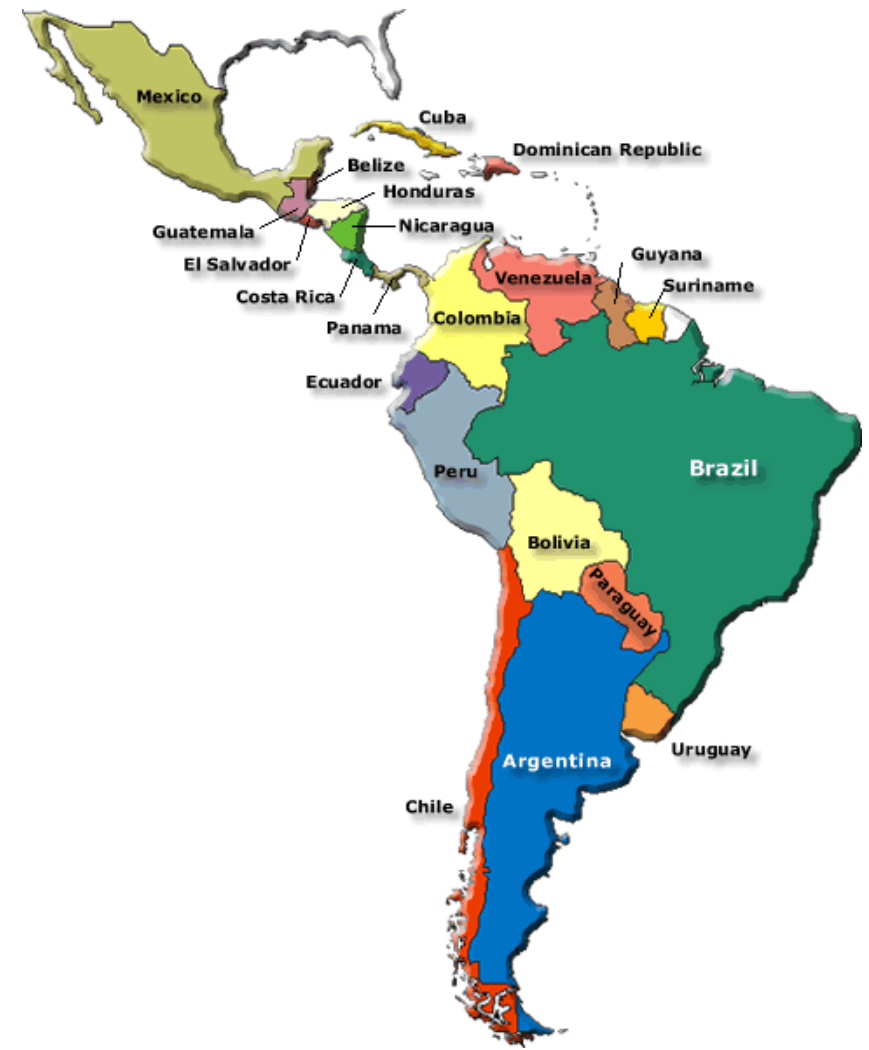 Mexico
Cuba
Dominican Republic
Belize
Honduras
Guatemala
Nicaragua
El Salvador
Costa Rica
Panama
Guyana
Venezuela
Suriname
Colombia
Ecuador
Brazil
Peru
Bolivia
Paraguay
Uruguay
Argentina
Chile